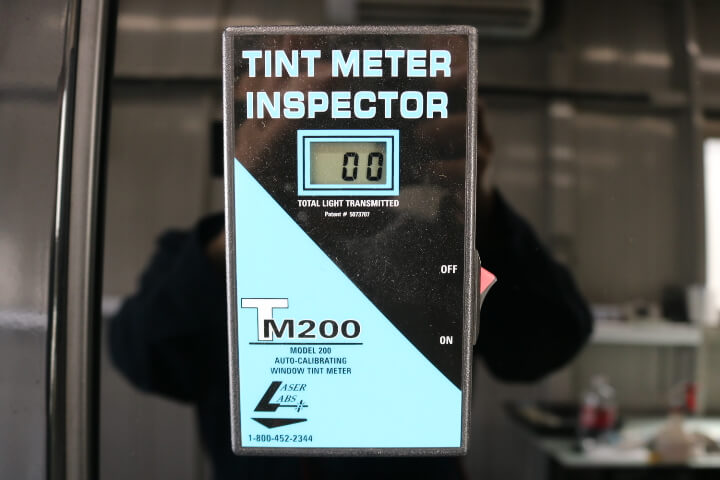 TINT METER
INSPECTOR
00
TOTAL LIGHT TRANSMITTED
Patent # 5073707
OFF
ON
TM200
MODEL 200
AUTO-CALIBRATING
WINDOW TINT METER
LASER
LABS
1-800-452-2344